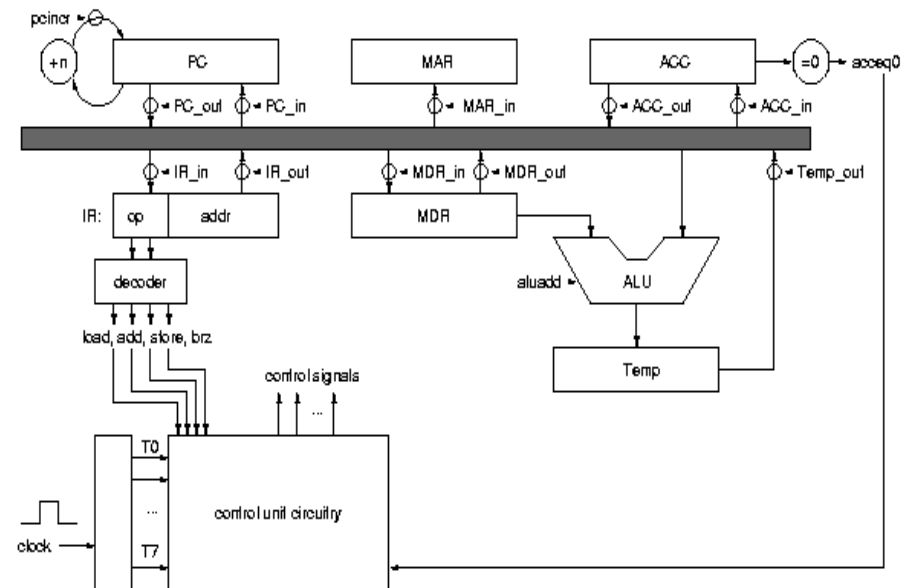 pcincr
+n
PC
MAR
ACC
=0
acceq0
PC_out
PC_in
MAR_in
ACC_out
ACC_in
IR_in
IR_out
MDR_in
MDR_out
Temp_out
IR:
op
addr
MDR
decoder
aluadd
ALU
load, add, store, brz
Temp
control signals
...
T0
...
control unit circuitry
clock
T7